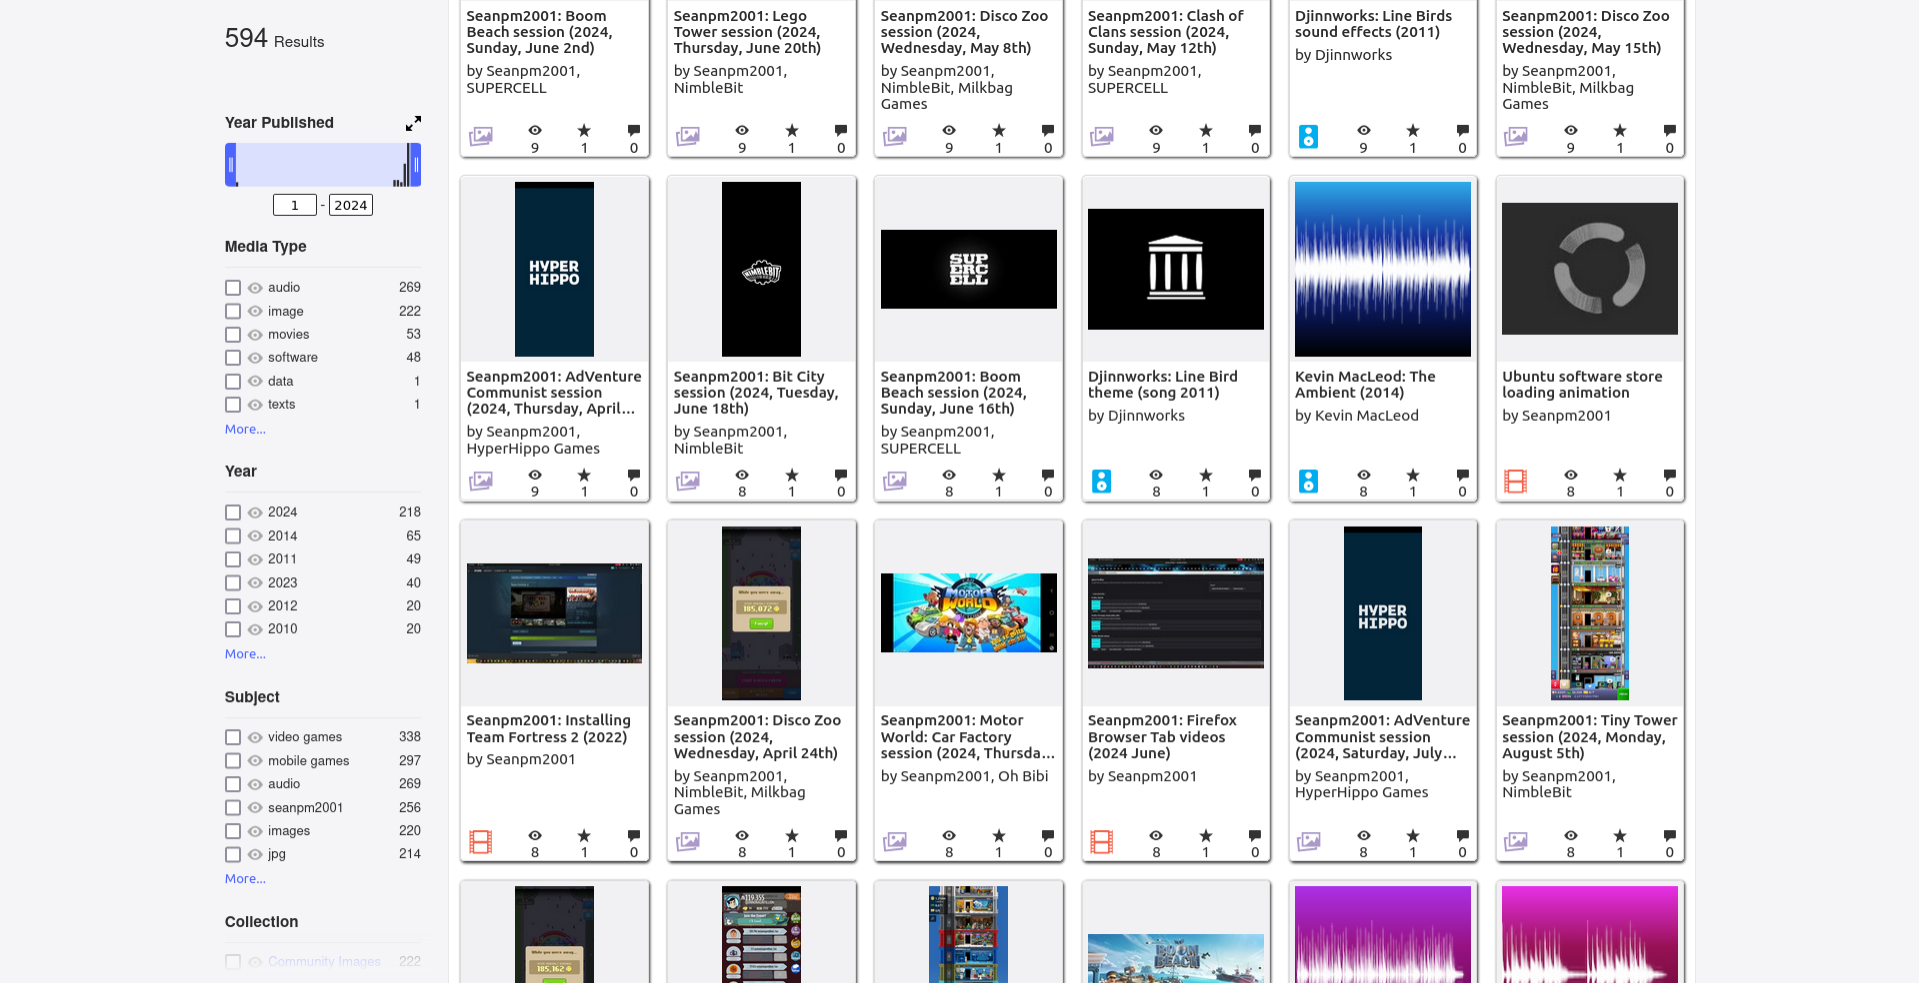 594 Results
Year Published
1 - 2024
Media Type
audio 269
image 222
movies 53
software 48
data 1
texts 1
More...
Year
2024 218
2014 65
2011 49
2023 40
2012 20
2010 20
More...
Subject
video games 338
mobile games 297
audio 269
seanpm2001 256
images 220
jpg 214
More...
Collection
Community Images 222
Seanpm2001: Boom
Beach session (2024,
Sunday, June 2nd)
by Seanpm2001,
SUPERCELL
9 1 0
Seanpm2001: Lego
Tower session (2024,
Thursday, June 20th)
by Seanpm2001,
NimbleBit
9 1 0
Seanpm2001: Disco Zoo
session (2024,
Wednesday, May 8th)
by Seanpm2001,
NimbleBit, Milkbag
Games
9 1 0
Seanpm2001: Clash of
Clans session (2024,
Sunday, May 12th)
by Seanpm2001,
SUPERCELL
9 1 0
Djinnworks: Line Birds
sound effects (2011)
by Djinnworks
9 1 0
Seanpm2001: Disco Zoo
session (2024,
Wednesday, May 15th)
by Seanpm2001,
NimbleBit, Milkbag
Games
9 1 0
HYPER
HIPPO
Seanpm2001: AdVenture
Communist session
(2024, Thursday, April...
by Seanpm2001,
HyperHippo Games
9 1 0
NIMBLEBIT
Seanpm2001: Bit City
session (2024, Tuesday,
June 18th)
by Seanpm2001,
NimbleBit
8 1 0
SUP
ERC
ELL
Seanpm2001: Boom
Beach session (2024,
Sunday, June 16th)
by Seanpm2001,
SUPERCELL
8 1 0
Djinnworks: Line Bird
theme (song 2011)
by Djinnworks
8 1 0
Kevin MacLeod: The
Ambient (2014)
by Kevin MacLeod
8 1 0
Ubuntu software store
loading animation
by Seanpm2001
8 1 0
Seanpm2001: Installing
Team Fortress 2 (2022)
by Seanpm2001
8 1 0
While you were away...
185,072
Seanpm2001: Disco Zoo
session (2024,
Wednesday, April 24th)
by Seanpm2001,
NimbleBit, Milkbag
Games
8 1 0
MOTOR
WORLD
Seanpm2001: Motor
World: Car Factory
session (2024, Thursda...
by Seanpm2001, Oh Bibi
8 1 0
Seanpm2001: Firefox
Browser Tab videos
(2024 June)
by Seanpm2001
8 1 0
HYPER
HIPPO
Seanpm2001: AdVenture
Communist session
(2024, Saturday, July...
by Seanpm2001,
HyperHippo Games
8 1 0
Seanpm2001: Tiny Tower
session (2024, Monday,
August 5th)
by Seanpm2001,
NimbleBit
8 1 0
While you were away...
185,162
BOOM
BEACH